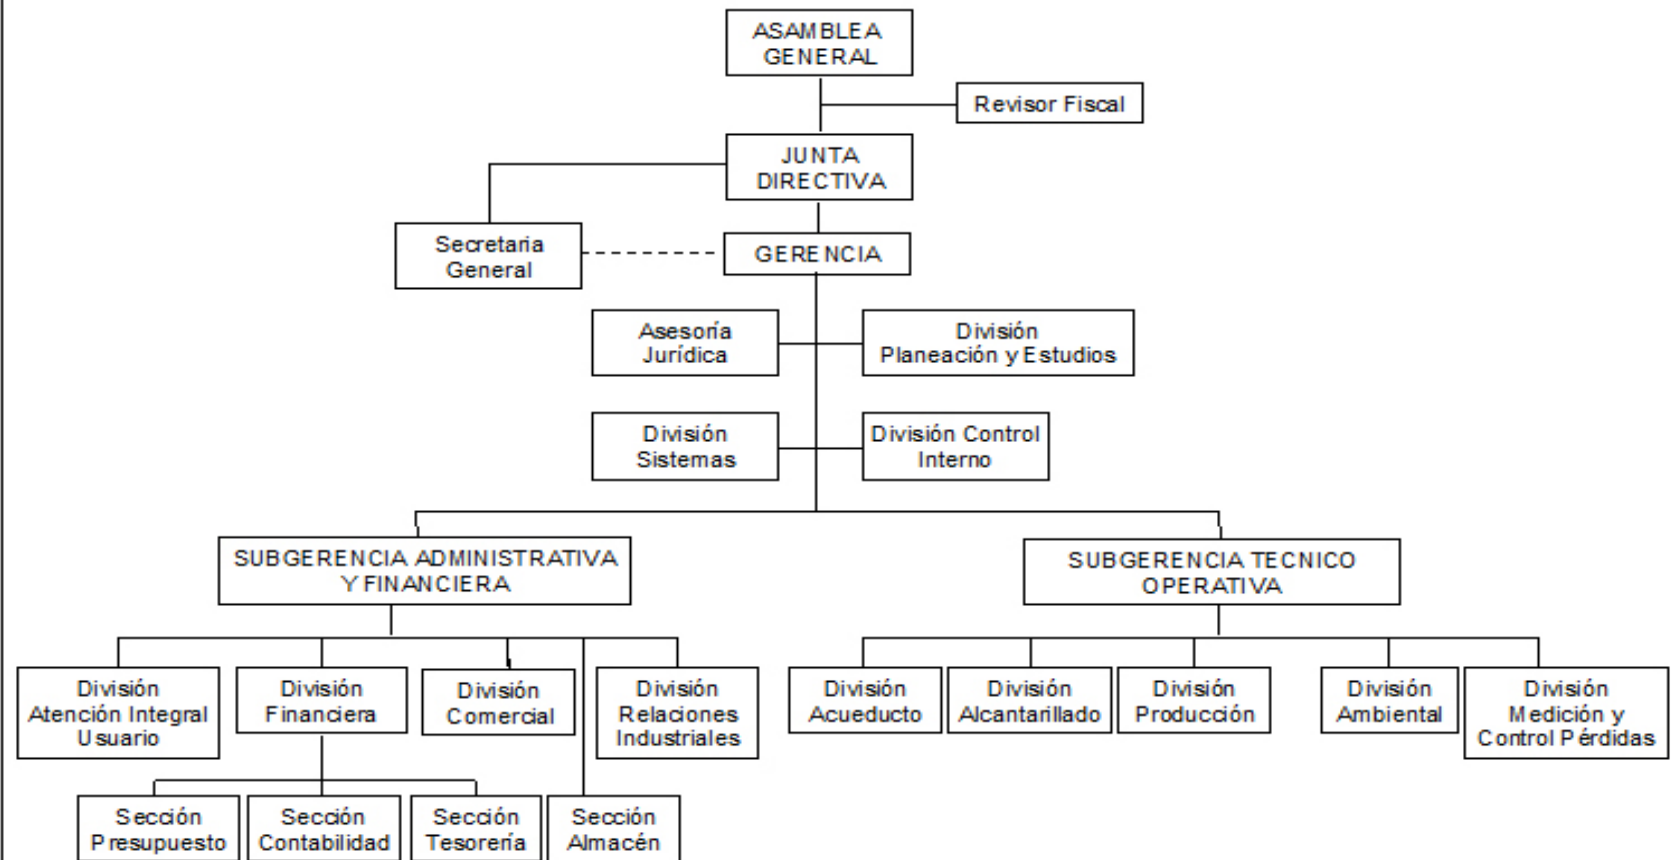 ASAMBLEA
GENERAL
Revisor Fiscal
JUNTA
DIRECTIVA
Secretaria
General
GERENCIA
Asesoría
Jurídica
División
Planeación y Estudios
División
Sistemas
División Control
Interno
SUBGERENCIA ADMINISTRATIVA
Y FINANCIERA
SUBGERENCIA TECNICO
OPERATIVA
División
Atención Integral
Usuario
División
Financiera
División
Comercial
División
Relaciones
Industriales
División
Acueducto
División
Alcantarillado
División
Producción
División
Ambiental
División
Medición y
Control Pérdidas
Sección
Presupuesto
Sección
Contabilidad
Sección
Tesorería
Sección
Almacén